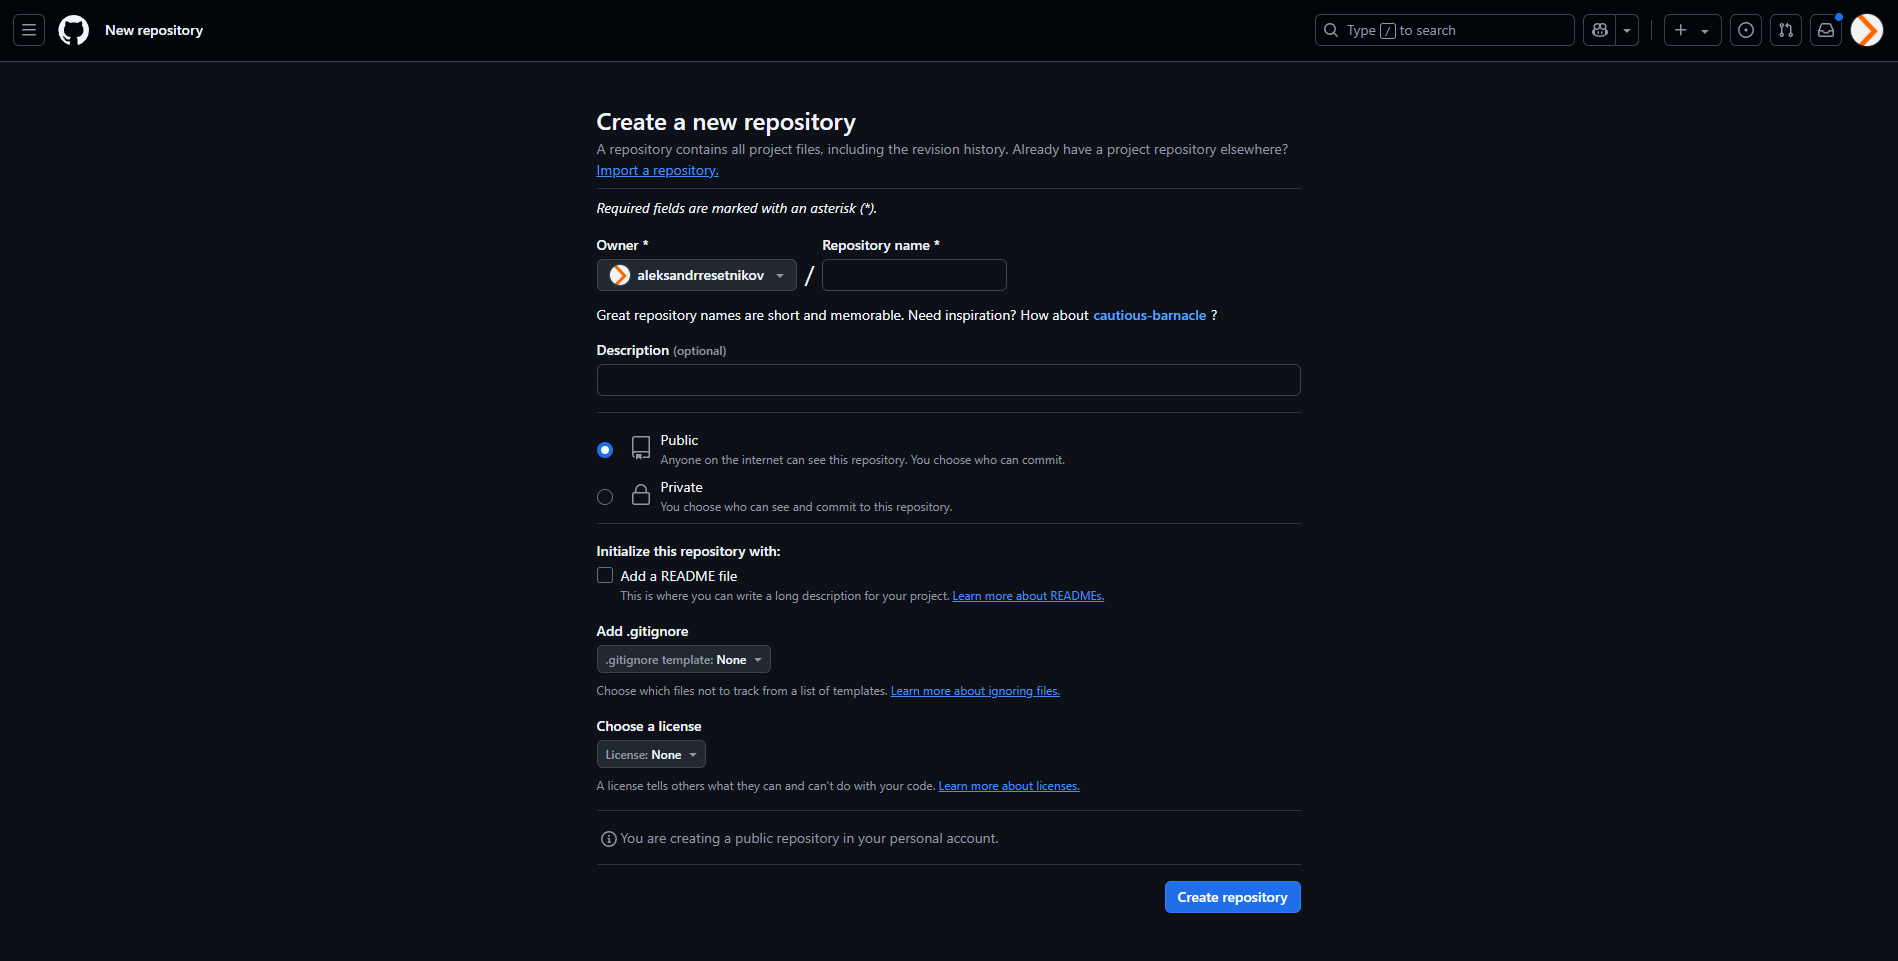 New repository
Type / to search
Create a new repository
A repository contains all project files, including the revision history. Already have a project repository elsewhere?
Import a repository.
Required fields are marked with an asterisk (*).
Owner * Repository name *
aleksandrresetnikov /
Great repository names are short and memorable. Need inspiration? How about cautious-barnacle ?
Description (optional)
Public
Anyone on the internet can see this repository. You choose who can commit.
Private
You choose who can see and commit to this repository.
Initialize this repository with:
Add a README file
This is where you can write a long description for your project. Learn more about READMEs.
Add .gitignore
.gitignore template: None
Choose which files not to track from a list of templates. Learn more about ignoring files.
Choose a license
License: None
A license tells others what they can and can't do with your code. Learn more about licenses.
You are creating a public repository in your personal account.
Create repository